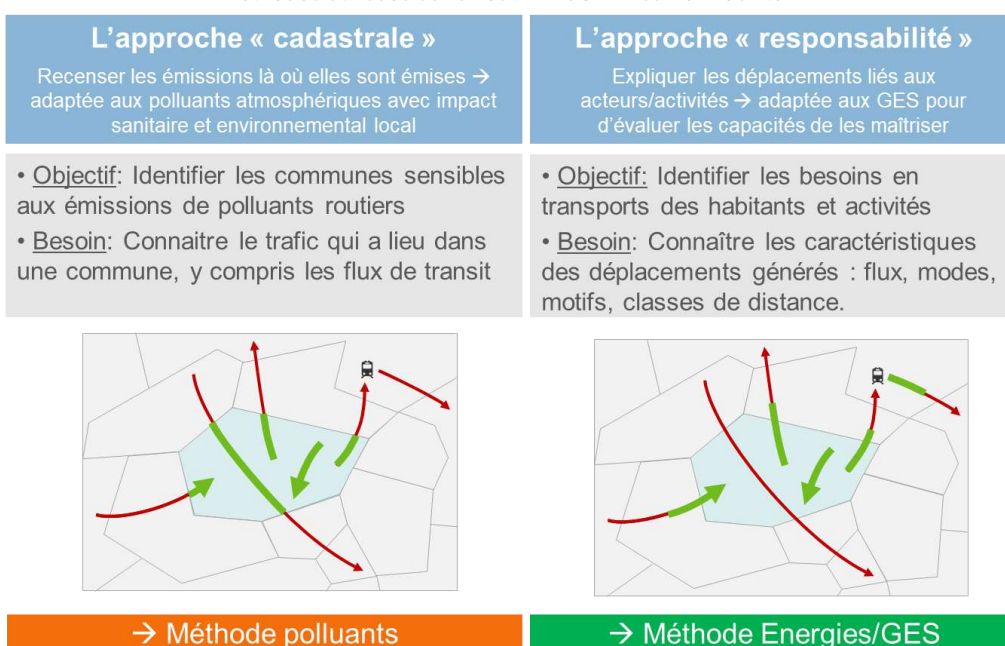 L'approche « cadastrale »
Recenser les émissions là où elles sont émises →
adaptée aux polluants atmosphériques avec impact
sanitaire et environnemental local
• Objectif: Identifier les communes sensibles
aux émissions de polluants routiers
• Besoin: Connaitre le trafic qui a lieu dans
une commune, y compris les flux de transit
→ Méthode polluants
L'approche « responsabilité »
Expliquer les déplacements liés aux
acteurs/activités → adaptée aux GES pour
d'évaluer les capacités de les maîtriser
• Objectif: Identifier les besoins en
transports des habitants et activités
• Besoin: Connaître les caractéristiques
des déplacements générés : flux, modes,
motifs, classes de distance.
→ Méthode Energies/GES